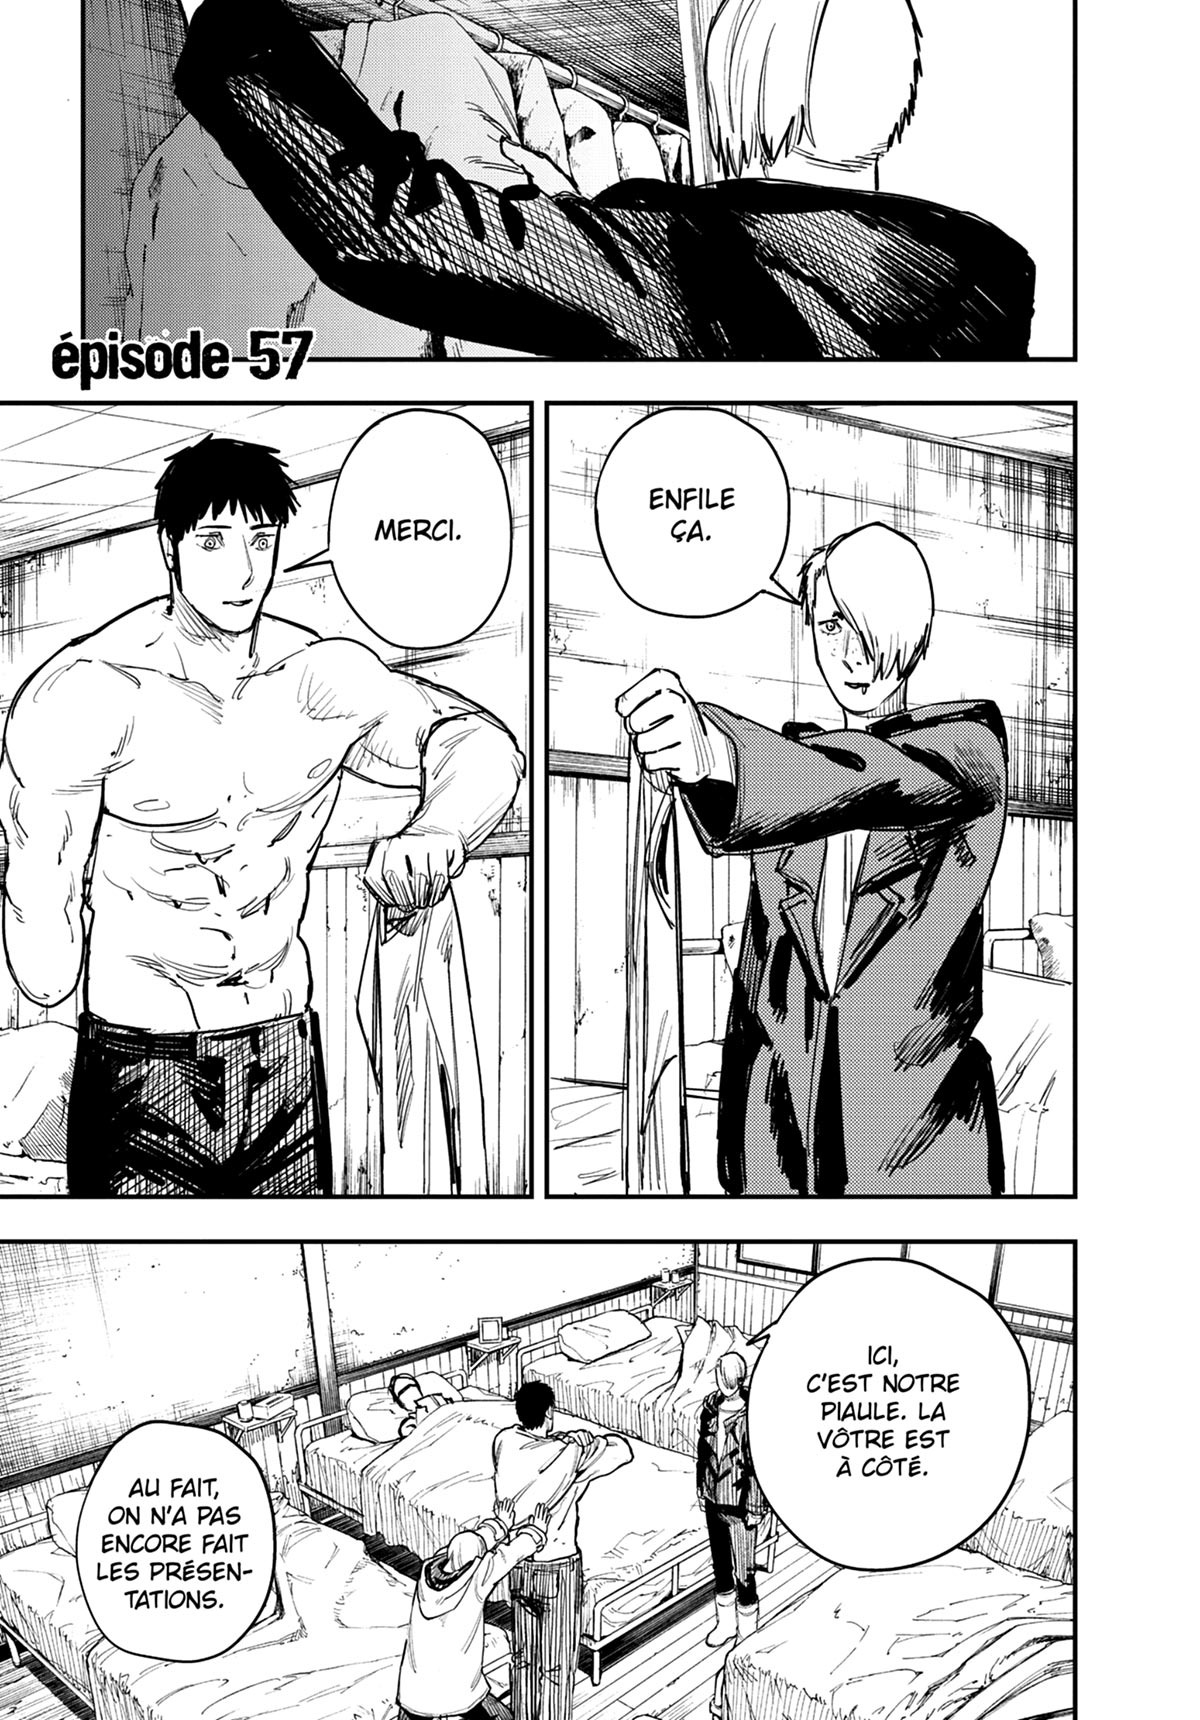 épisode 57
ENFILE
ÇA.
MERCI.
ICI,
C'EST NOTRE
PIAULE. LA
VÔTRE EST
À CÔTÉ.
AU FAIT,
ON N'A PAS
ENCORE FAIT
LES PRÉSEN-
TATIONS.